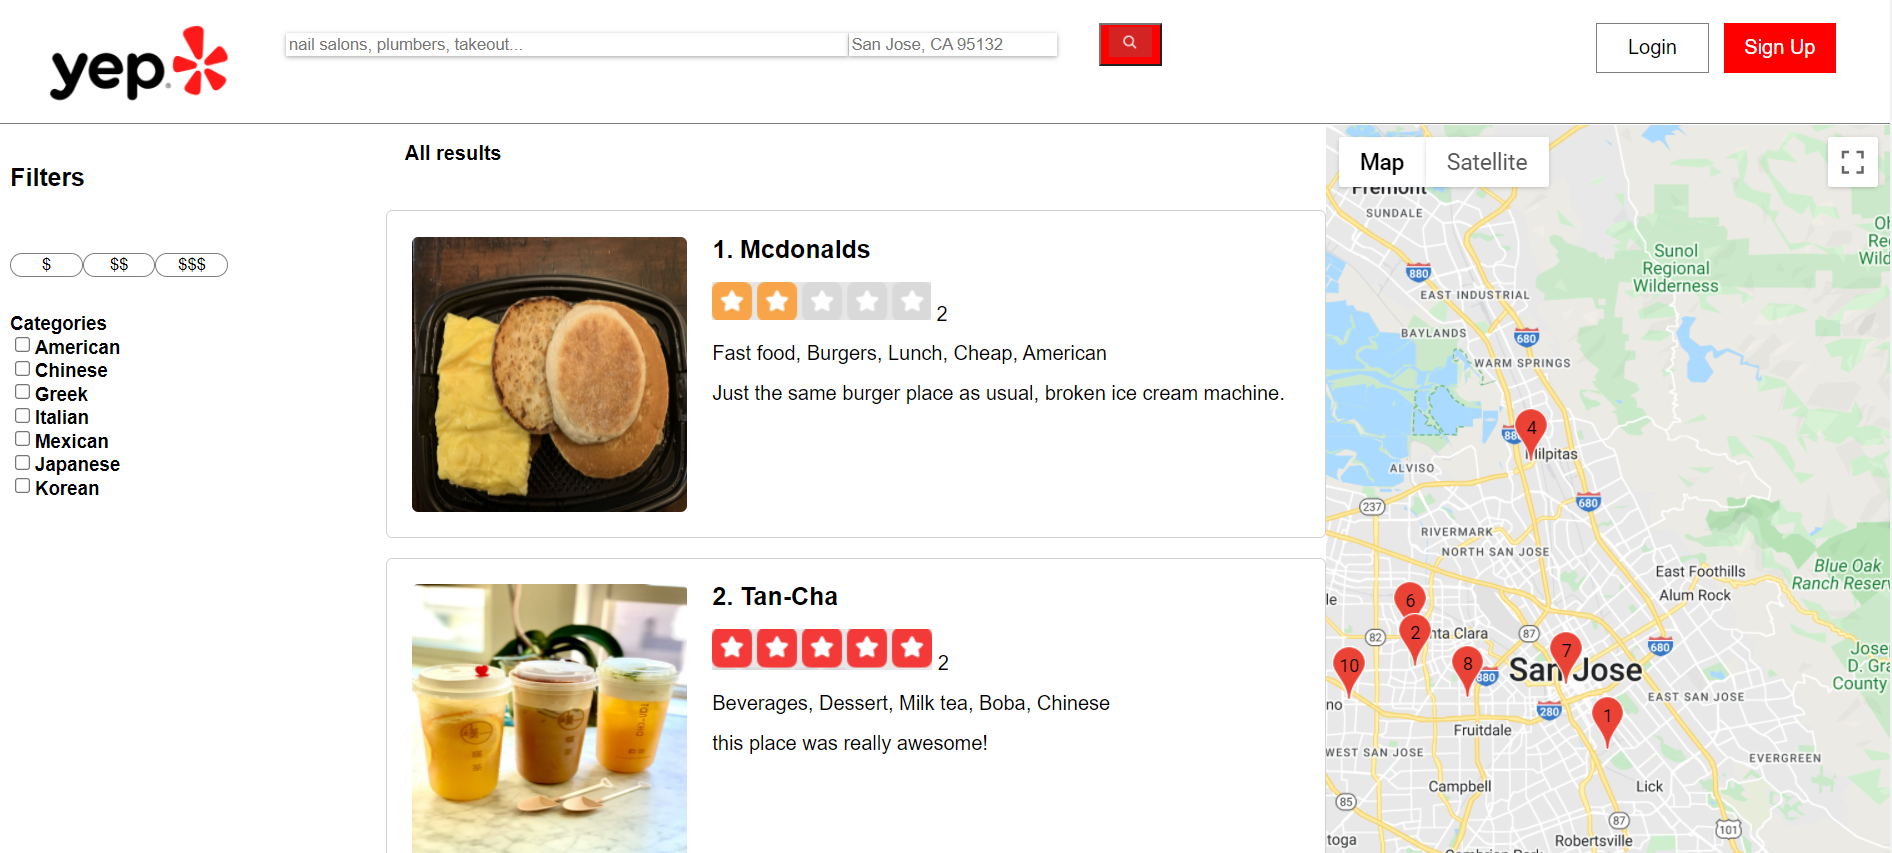 yep
nail salons, plumbers, takeout...
San Jose, CA 95132
Login
Sign Up
Filters
$
$$
$$$
Categories
American
Chinese
Greek
Italian
Mexican
Japanese
Korean
All results
1. Mcdonalds
2
Fast food, Burgers, Lunch, Cheap, American
Just the same burger place as usual, broken ice cream machine.
2. Tan-Cha
2
Beverages, Dessert, Milk tea, Boba, Chinese
this place was really awesome!
Map
Satellite
Fremont
SUNDALE
Sunol
Regional
Wilderness
880
EAST INDUSTRIAL
BAYLANDS
680
WARM SPRINGS
4
Milpitas
ALVISO
237
680
RIVERMARK
NORTH SAN JOSE
East Foothills
Alum Rock
Blue Oak
Ranch Reser
6
2
nta Clara
82
87
680
10
8
880
7
San Jose
Jose
D. Gra
County
EAST SAN JOSE
280
1
no
Fruitdale
WEST SAN JOSE
EVERGREEN
Campbell
Lick
85
87
101
toga
Robertsville